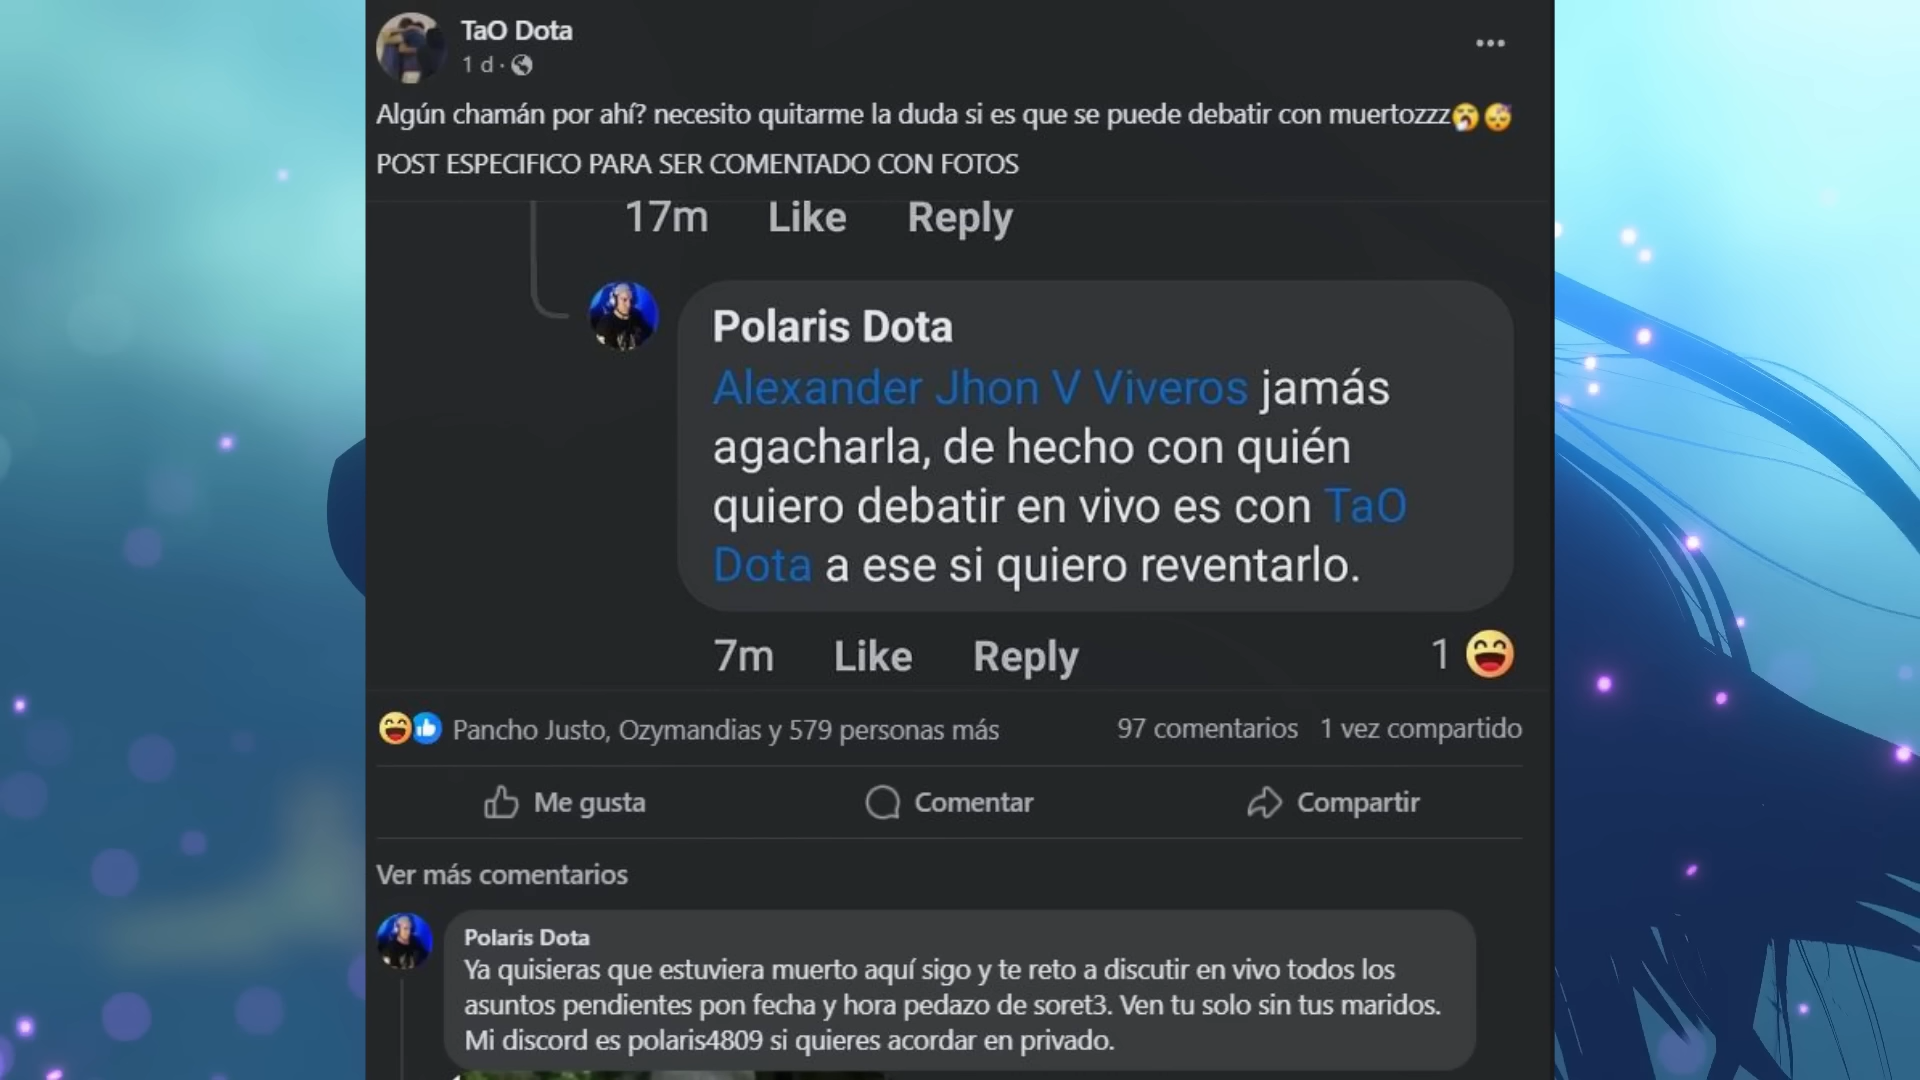 TaO Dota
1 d ·
Algún chamán por ahí? necesito quitarme la duda si es que se puede debatir con muertozzz
POST ESPECIFICO PARA SER COMENTADO CON FOTOS
17m Like Reply
Polaris Dota
Alexander Jhon V Viveros jamás
agacharla, de hecho con quién
quiero debatir en vivo es con TaO
Dota a ese si quiero reventarlo.
7m Like Reply 1
Pancho Justo, Ozymandias y 579 personas más 97 comentarios 1 vez compartido
Me gusta Comentar Compartir
Ver más comentarios
Polaris Dota
Ya quisieras que estuviera muerto aquí sigo y te reto a discutir en vivo todos los
asuntos pendientes pon fecha y hora pedazo de soret3. Ven tu solo sin tus maridos.
Mi discord es polaris4809 si quieres acordar en privado.